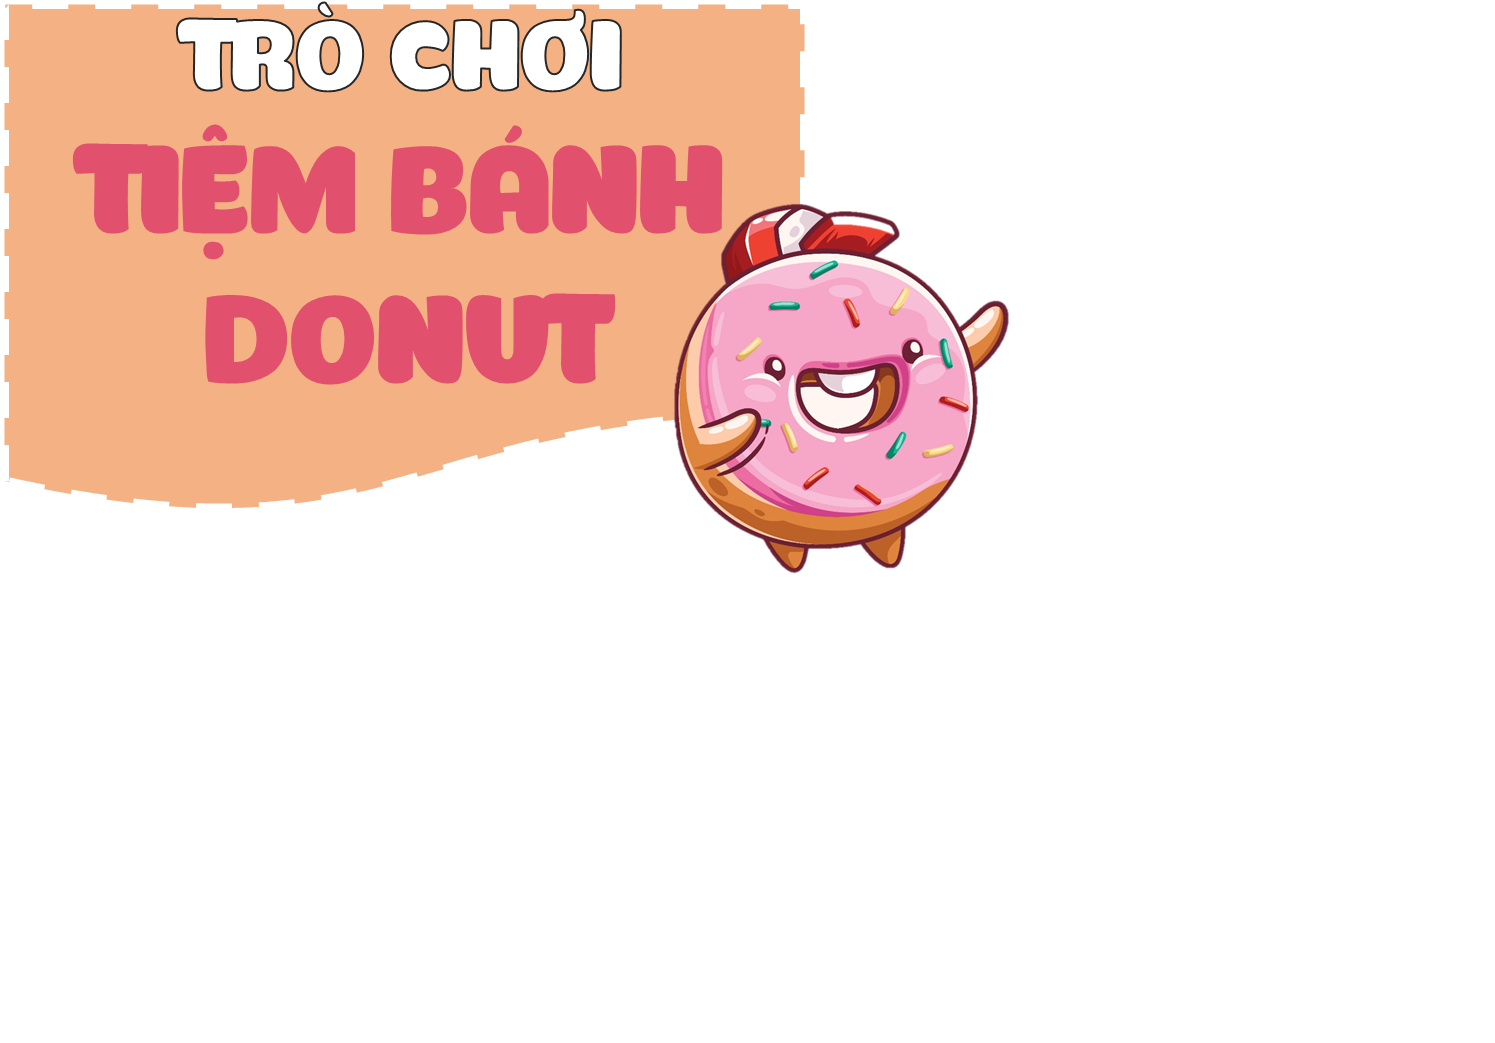 TRÒ CHƠI
TIỆM BÁNH
DONUT